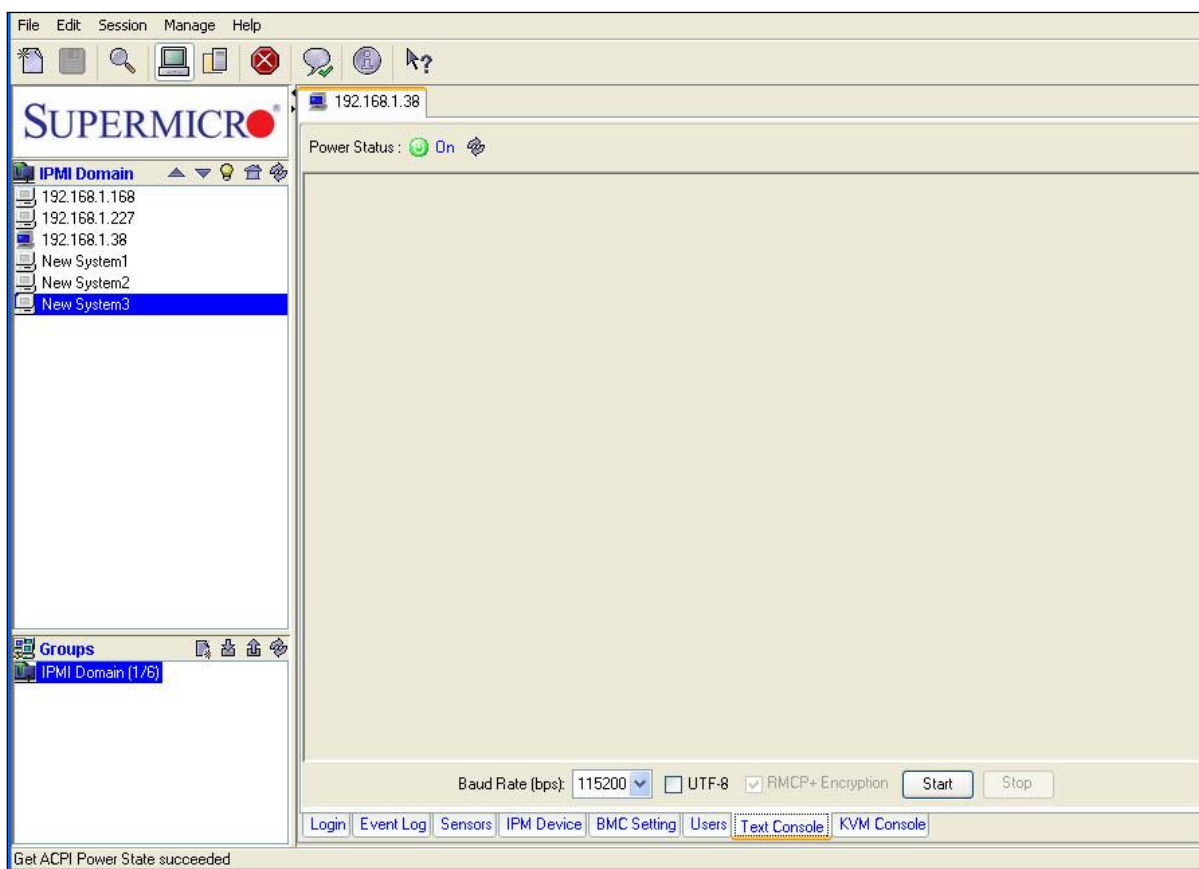 File Edit Session Manage Help
SUPERMICRO®
192.168.1.38
Power Status : On
IPMI Domain
192.168.1.168
192.168.1.227
192.168.1.38
New System1
New System2
New System3
Groups
IPMI Domain (1/6)
Baud Rate (bps): 115200 UTF-8 RMCP+ Encryption Start Stop
Login Event Log Sensors IPM Device BMC Setting Users Text Console KVM Console
Get ACPI Power State succeeded